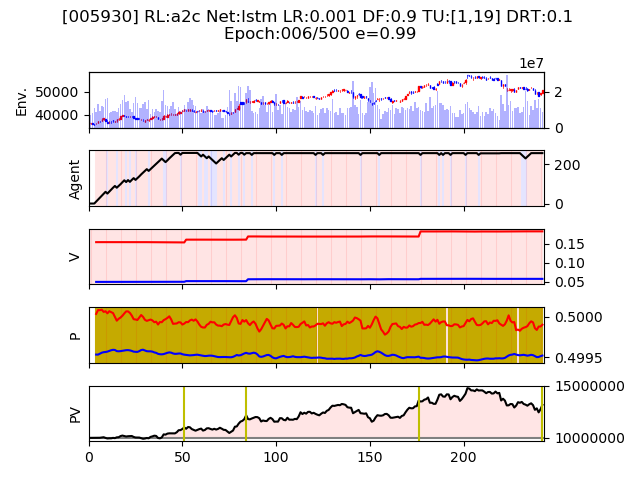 [005930] RL:a2c Net:lstm LR:0.001 DF:0.9 TU:[1,19] DRT:0.1
Epoch:006/500 e=0.99
1e7
Env.
50000
40000
2
0
Agent
200
0
V
0.15
0.10
0.05
P
0.5000
0.4995
PV
15000000
10000000
0 50 100 150 200